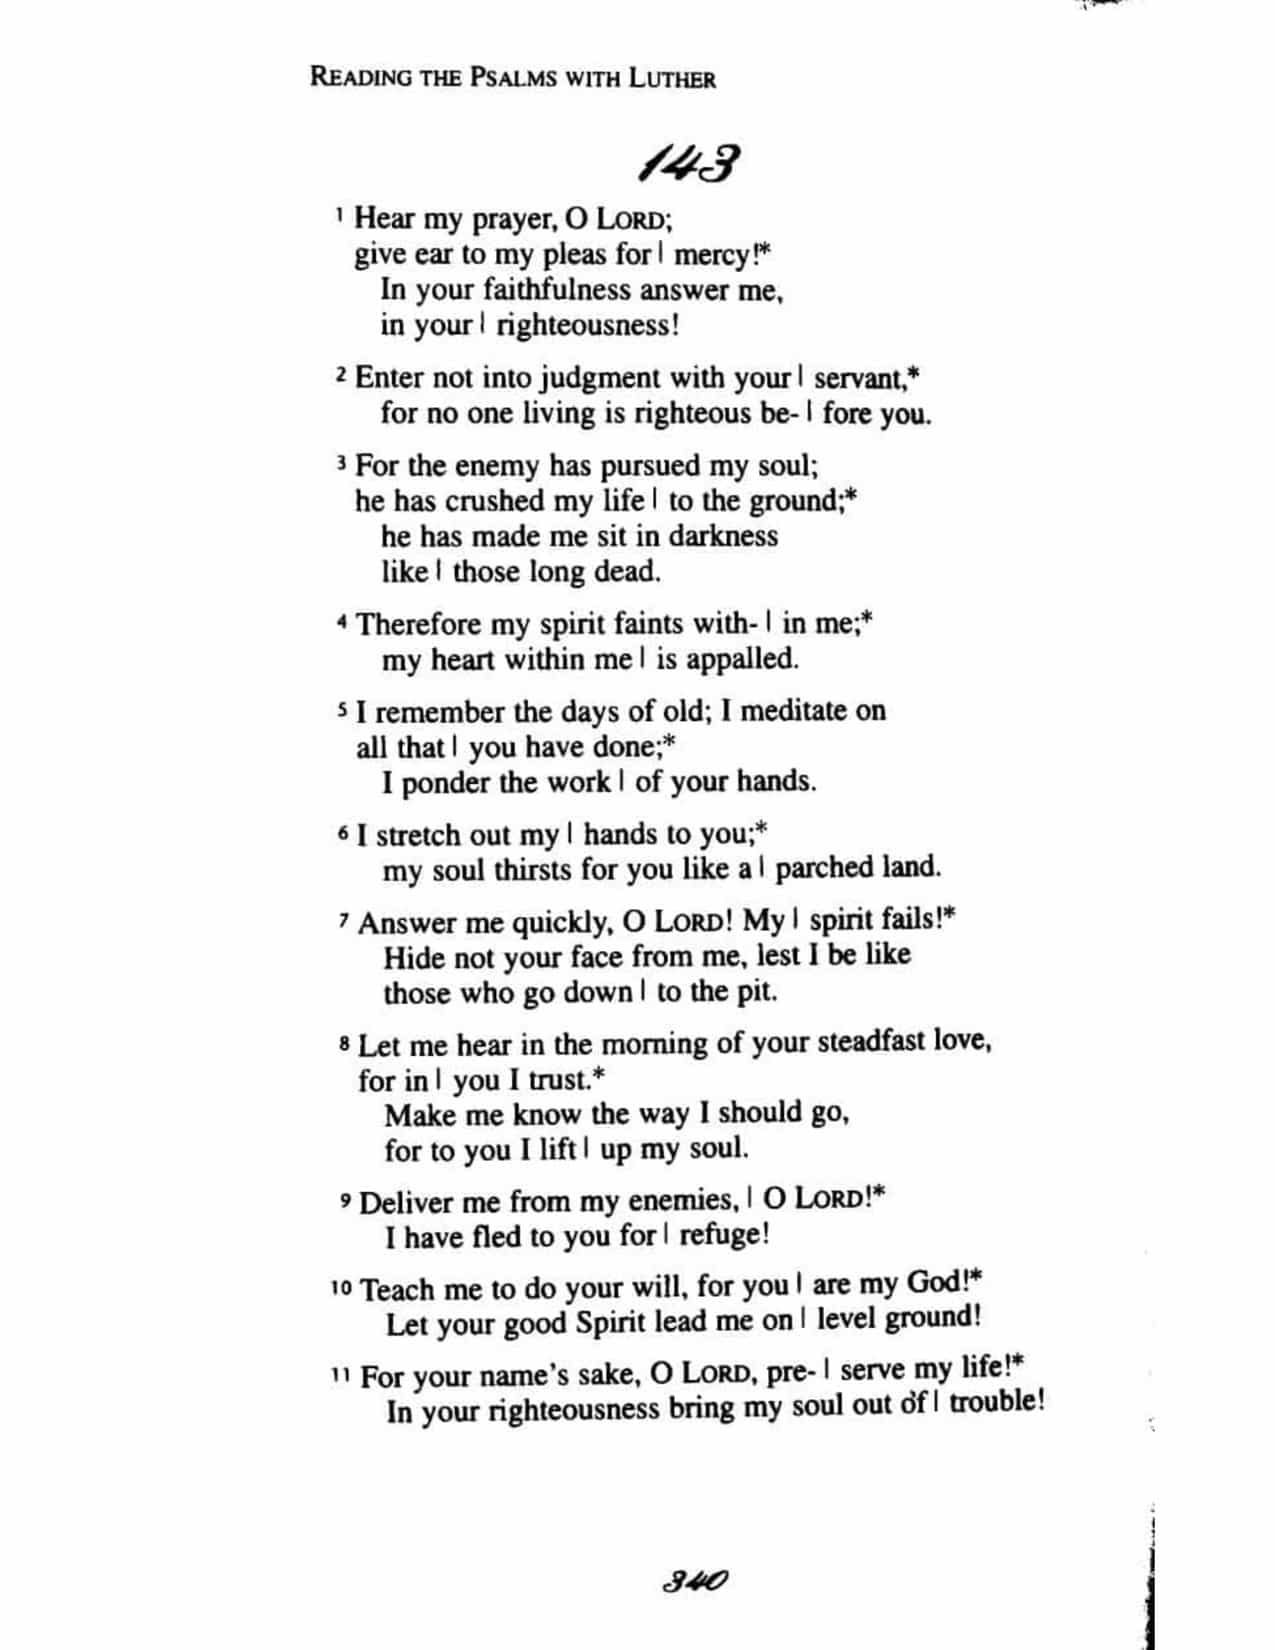 READING THE PSALMS WITH LUTHER
143
1 Hear my prayer, O LORD;
give ear to my pleas for | mercy!*
In your faithfulness answer me,
in your | righteousness!
2 Enter not into judgment with your | servant,*
for no one living is righteous be- | fore you.
3 For the enemy has pursued my soul;
he has crushed my life | to the ground;*
he has made me sit in darkness
like | those long dead.
4 Therefore my spirit faints with- | in me;*
my heart within me | is appalled.
5 I remember the days of old; I meditate on
all that | you have done;*
I ponder the work | of your hands.
6 I stretch out my | hands to you;*
my soul thirsts for you like a | parched land.
7 Answer me quickly, O LORD! My | spirit fails!*
Hide not your face from me, lest I be like
those who go down | to the pit.
8 Let me hear in the morning of your steadfast love,
for in | you I trust.*
Make me know the way I should go,
for to you I lift | up my soul.
9 Deliver me from my enemies, | O LORD!*
I have fled to you for | refuge!
10 Teach me to do your will, for you | are my God!*
Let your good Spirit lead me on | level ground!
11 For your name's sake, O LORD, pre- | serve my life!*
In your righteousness bring my soul out of | trouble!
340